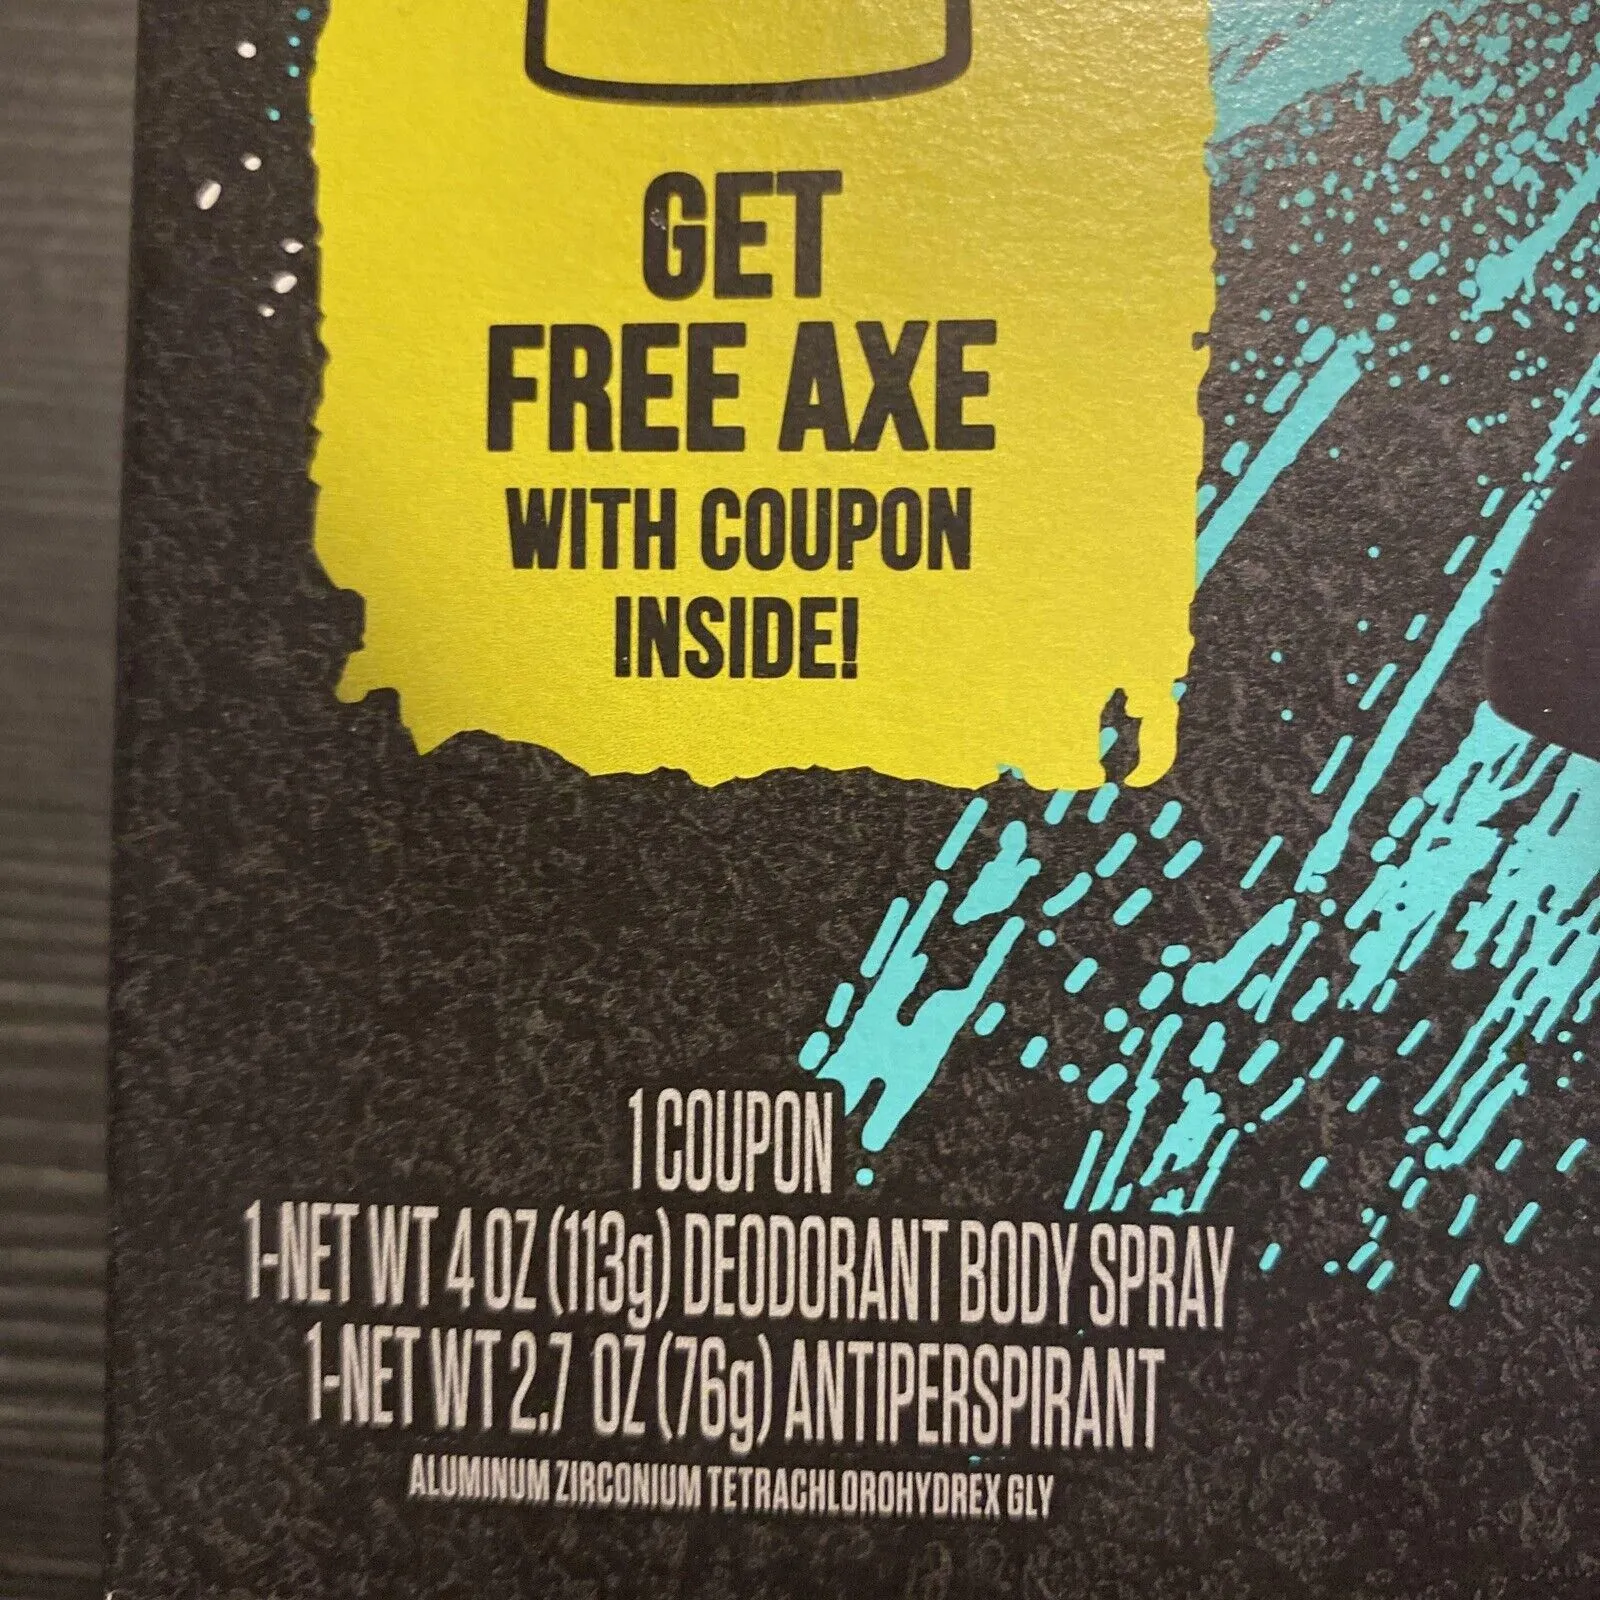 GET
FREE AXE
WITH COUPON
INSIDE!
1 COUPON
1-NET WT 4 OZ (113g) DEODORANT BODY SPRAY
1-NET WT 2.7 OZ (76g) ANTIPERSPIRANT
ALUMINUM ZIRCONIUM TETRACHLOROHYDREX GLY